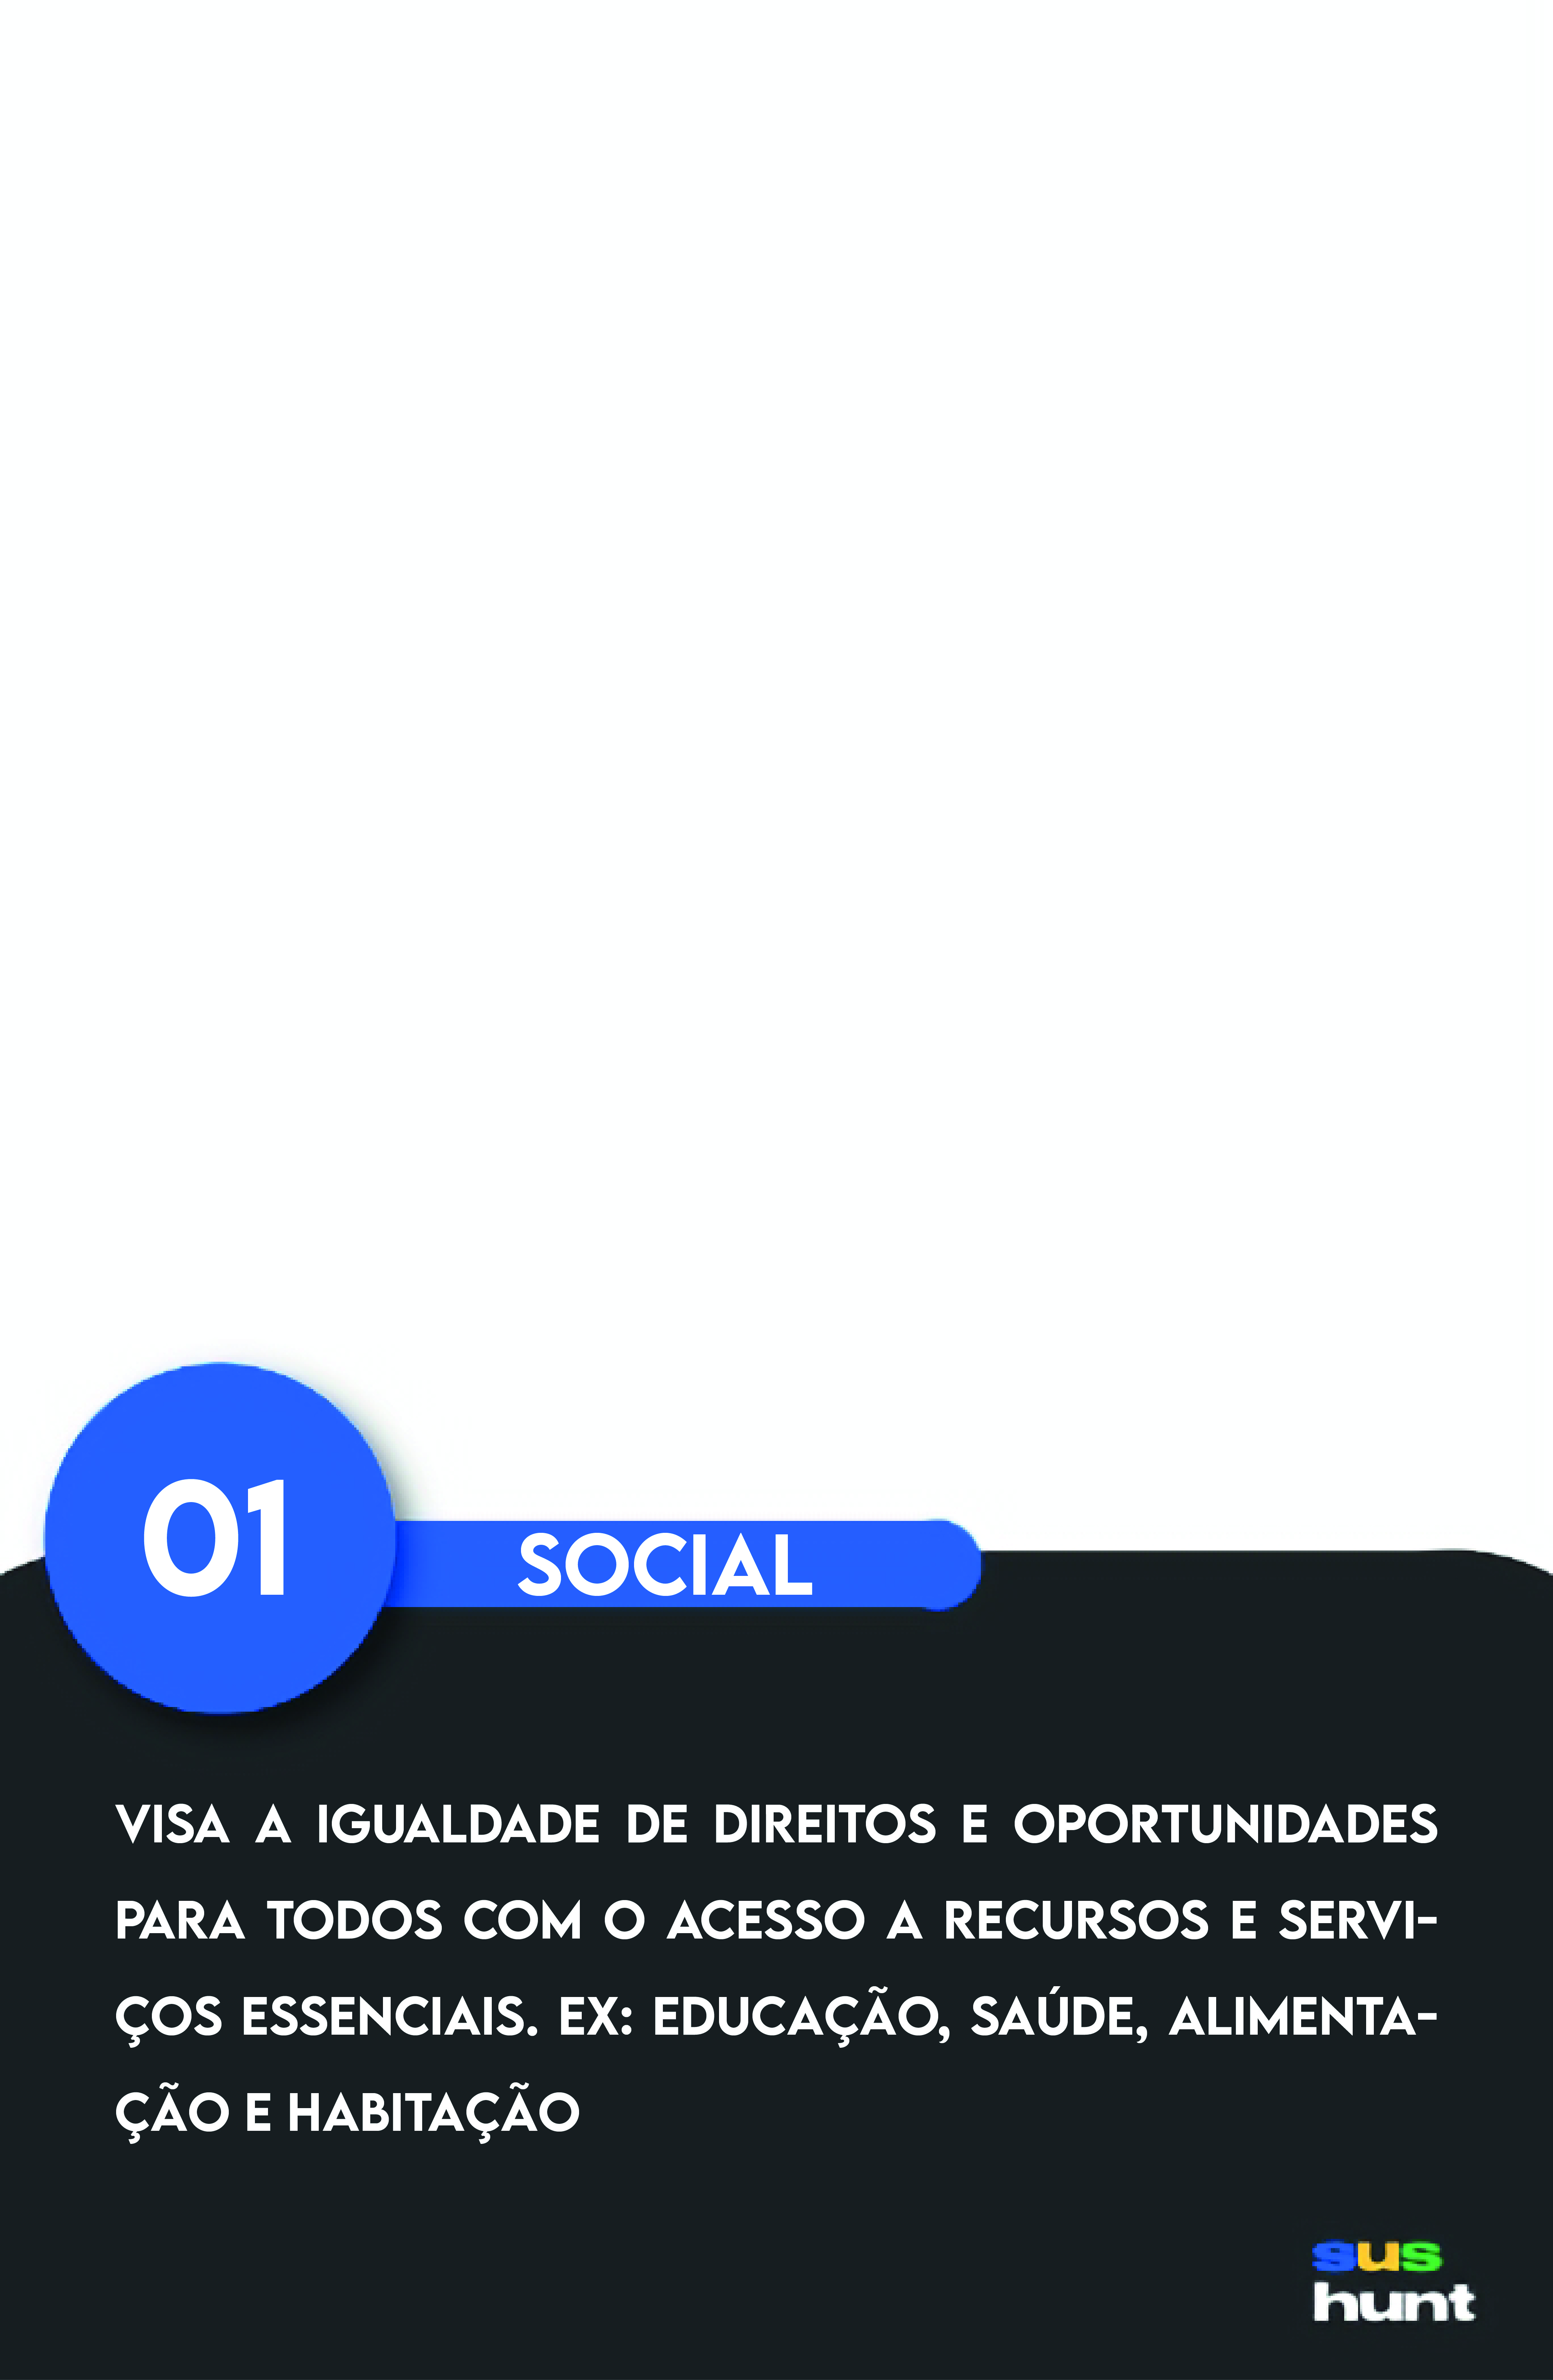 01
SOCIAL
VISA A IGUALDADE DE DIREITOS E OPORTUNIDADES
PARA TODOS COM O ACESSO A RECURSOS E SERVI-
ÇOS ESSENCIAIS. EX: EDUCAÇÃO, SAÚDE, ALIMENTA-
ÇÃO E HABITAÇÃO
sus
hunt